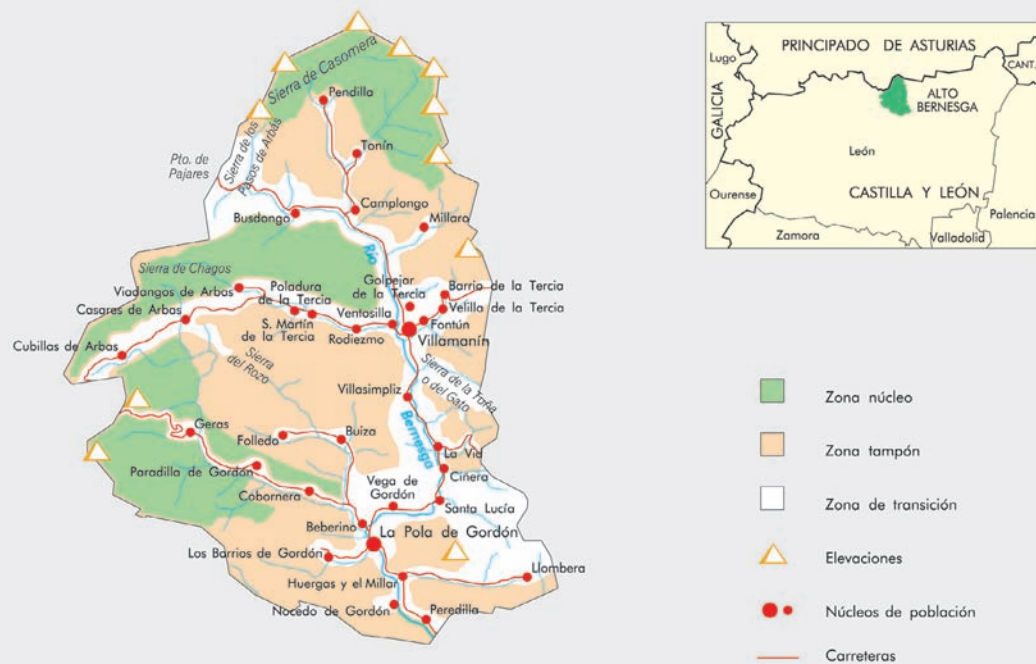 Sierra de Casomera
Pendilla
Sierra de los
Pasos de Arbás
Tonín
Pto. de
Pajares
Camplongo
Busdongo
Millaro
Río
Sierra de Chagos
Golpejar
de la Tercia
Barrio de la Tercia
Viadangos de Arbas
Poladura
de la Tercia
Velilla de la Tercia
Casares de Arbas
Ventosilla
Fontún
S. Martín
de la Tercia
Rodiezmo
Villamanín
Cubillas de Arbas
Sierra
del Rozo
Sierra de la Toña
o del Gato
Villasimpliz
Bernesga
Geras
Folledo
Buiza
La Vid
Paradilla de Gordón
Ciñera
Vega de
Gordón
Cobornera
Santa Lucía
Beberino
La Pola de Gordón
Los Barrios de Gordón
Llombera
Huergas y el Millar
Nocedo de Gordón
Peredilla
PRINCIPADO DE ASTURIAS
Lugo
CANT.
GALICIA
ALTO
BERNESGA
León
CASTILLA Y LEÓN
Ourense
Palencia
Zamora
Valladolid
Zona núcleo
Zona tampón
Zona de transición
Elevaciones
Núcleos de población
Carreteras